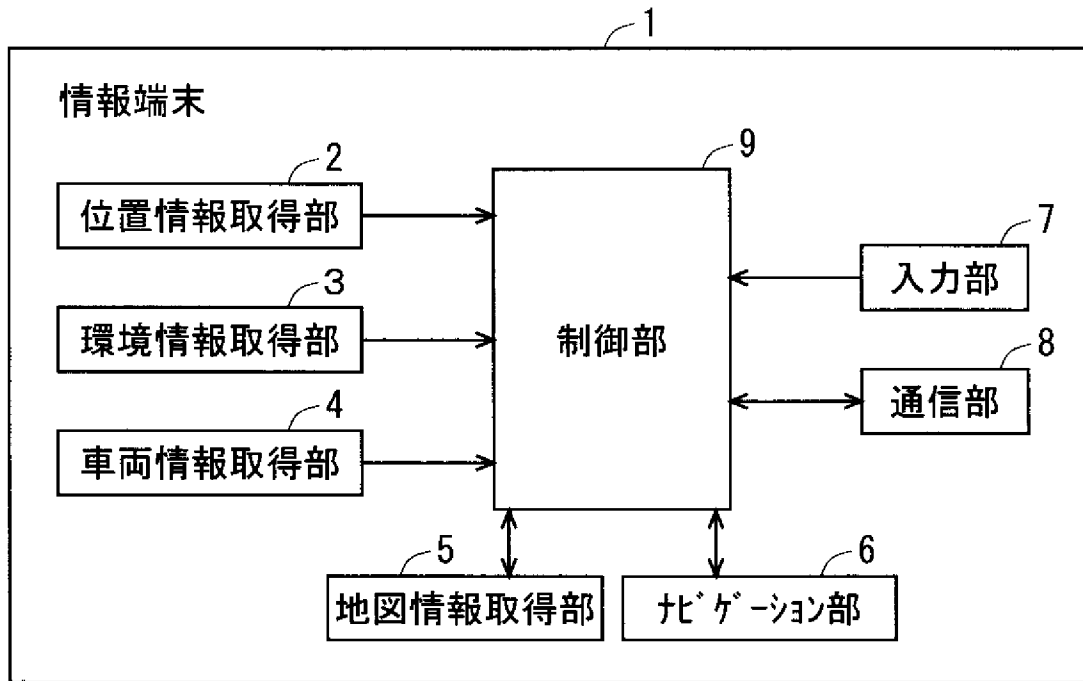 1
情報端末
2
位置情報取得部
3
環境情報取得部
4
車両情報取得部
9
制御部
7
入力部
8
通信部
5
地図情報取得部
6
ﾅﾋﾞｹﾞｰｼｮﾝ部